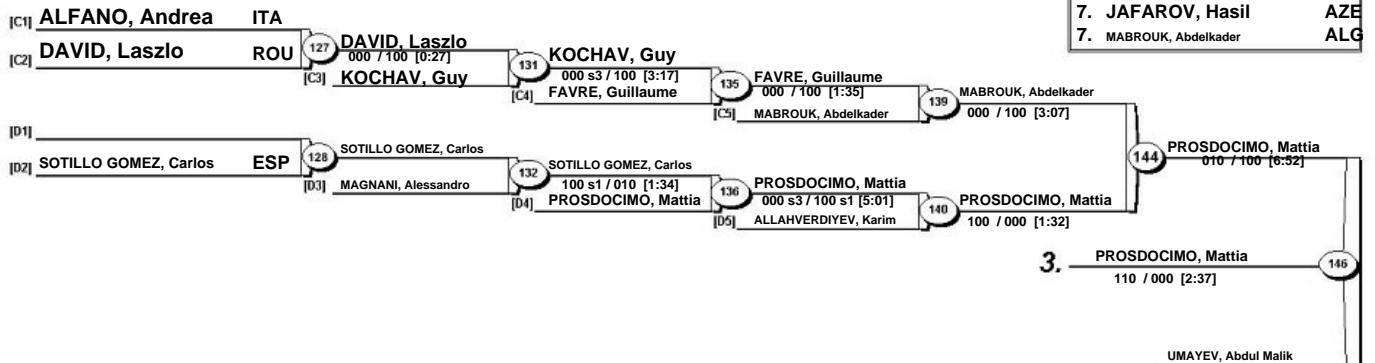 7. JAFAROV, Hasil AZE
7. MABROUK, Abdelkader ALG
[C1] ALFANO, Andrea ITA
[C2] DAVID, Laszlo ROU
127
DAVID, Laszlo
000 / 100 [0:27]
[C3] KOCHAV, Guy
131
KOCHAV, Guy
000 s3 / 100 [3:17]
[C4] FAVRE, Guillaume
135
FAVRE, Guillaume
000 / 100 [1:35]
[C5] MABROUK, Abdelkader
139
MABROUK, Abdelkader
000 / 100 [3:07]
[D1]
[D2] SOTILLO GOMEZ, Carlos ESP
128
SOTILLO GOMEZ, Carlos
[D3] MAGNANI, Alessandro
132
SOTILLO GOMEZ, Carlos
100 s1 / 010 [1:34]
[D4] PROSDOCIMO, Mattia
136
PROSDOCIMO, Mattia
000 s3 / 100 s1 [5:01]
[D5] ALLAHVERDIYEV, Karim
140
PROSDOCIMO, Mattia
100 / 000 [1:32]
144
PROSDOCIMO, Mattia
010 / 100 [6:52]
3. PROSDOCIMO, Mattia
110 / 000 [2:37]
146
UMAYEV, Abdul Malik